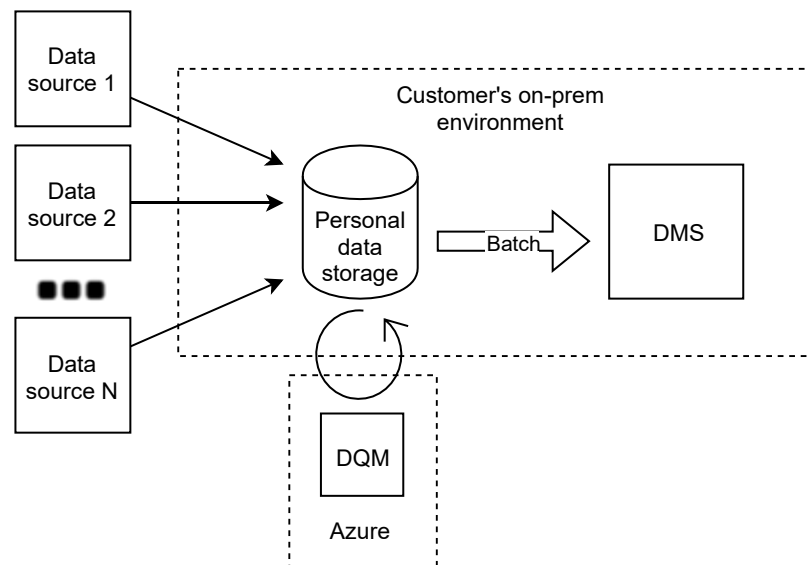 Data
source 1
Customer's on-prem
environment
Data
source 2
Personal
data
storage
Batch
DMS
Data
source N
DQM
Azure